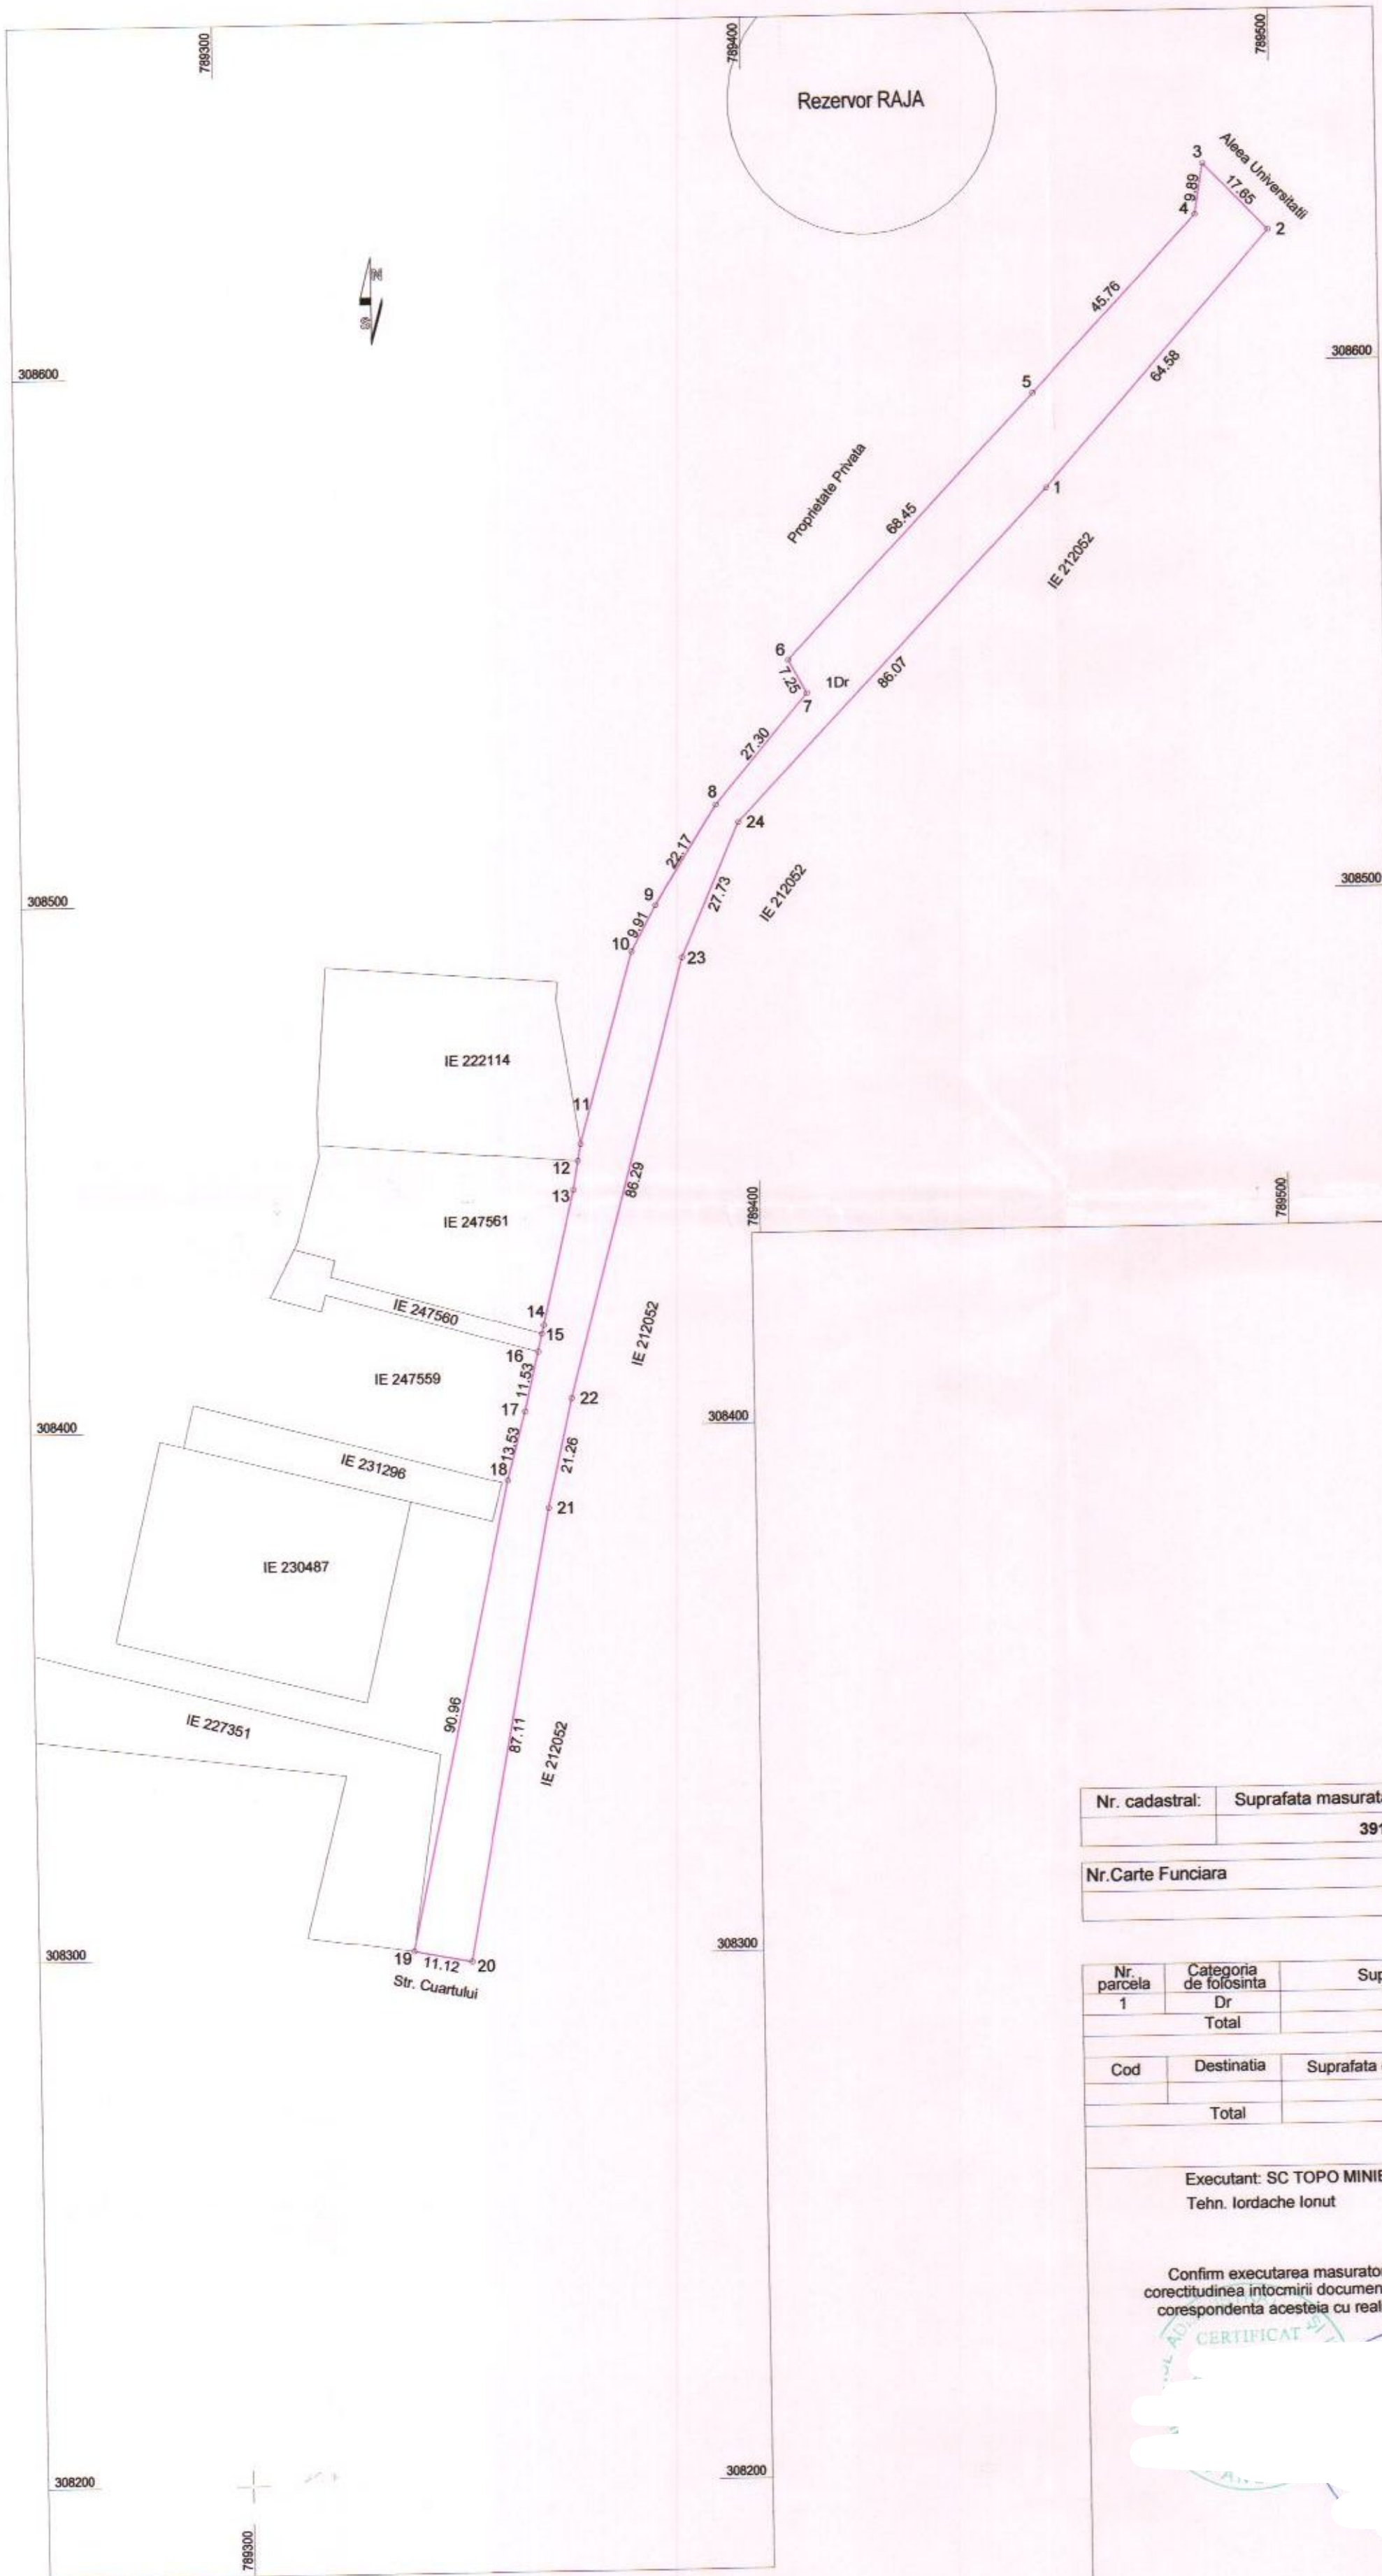 789300
789400
789500
Rezervor RAJA
3
Aleea Universitatii
9.89
17.65
4
2
N
S
45.76
308600
308600
64.58
5
Proprietate Privata
68.45
1
IE 212052
6
7.25
1Dr
86.07
7
27.30
8
24
22.17
308500
308500
27.73
IE 212052
9
9.91
10
23
IE 222114
11
12
86.29
13
789400
789500
IE 247561
14
IE 247560
15
IE 212052
16
11.53
IE 247559
22
17
308400
308400
13.53
21.26
IE 231296
18
21
IE 230487
90.96
87.11
IE 227351
IE 212052
Nr. cadastral: Suprafata masurata
391
Nr.Carte Funciara
308300
308300
19 11.12 20
Str. Cuartului
Nr. parcela Categoria de folosinta Sup
1 Dr
Total
Cod Destinatia Suprafata
Total
Executant: SC TOPO MINIE
Tehn. Iordache Ionut
Confirm executarea masurator
corectitudinea intocmirii documen
corespondenta acesteia cu reali
CERTIFICAT
308200
308200
789300